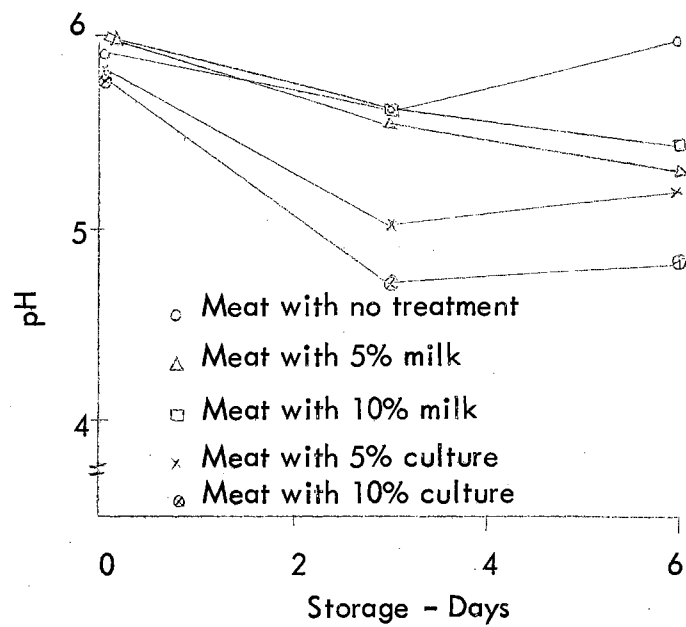 6
5
4
pH
Meat with no treatment
Meat with 5% milk
Meat with 10% milk
Meat with 5% culture
Meat with 10% culture
0 2 4 6
Storage - Days